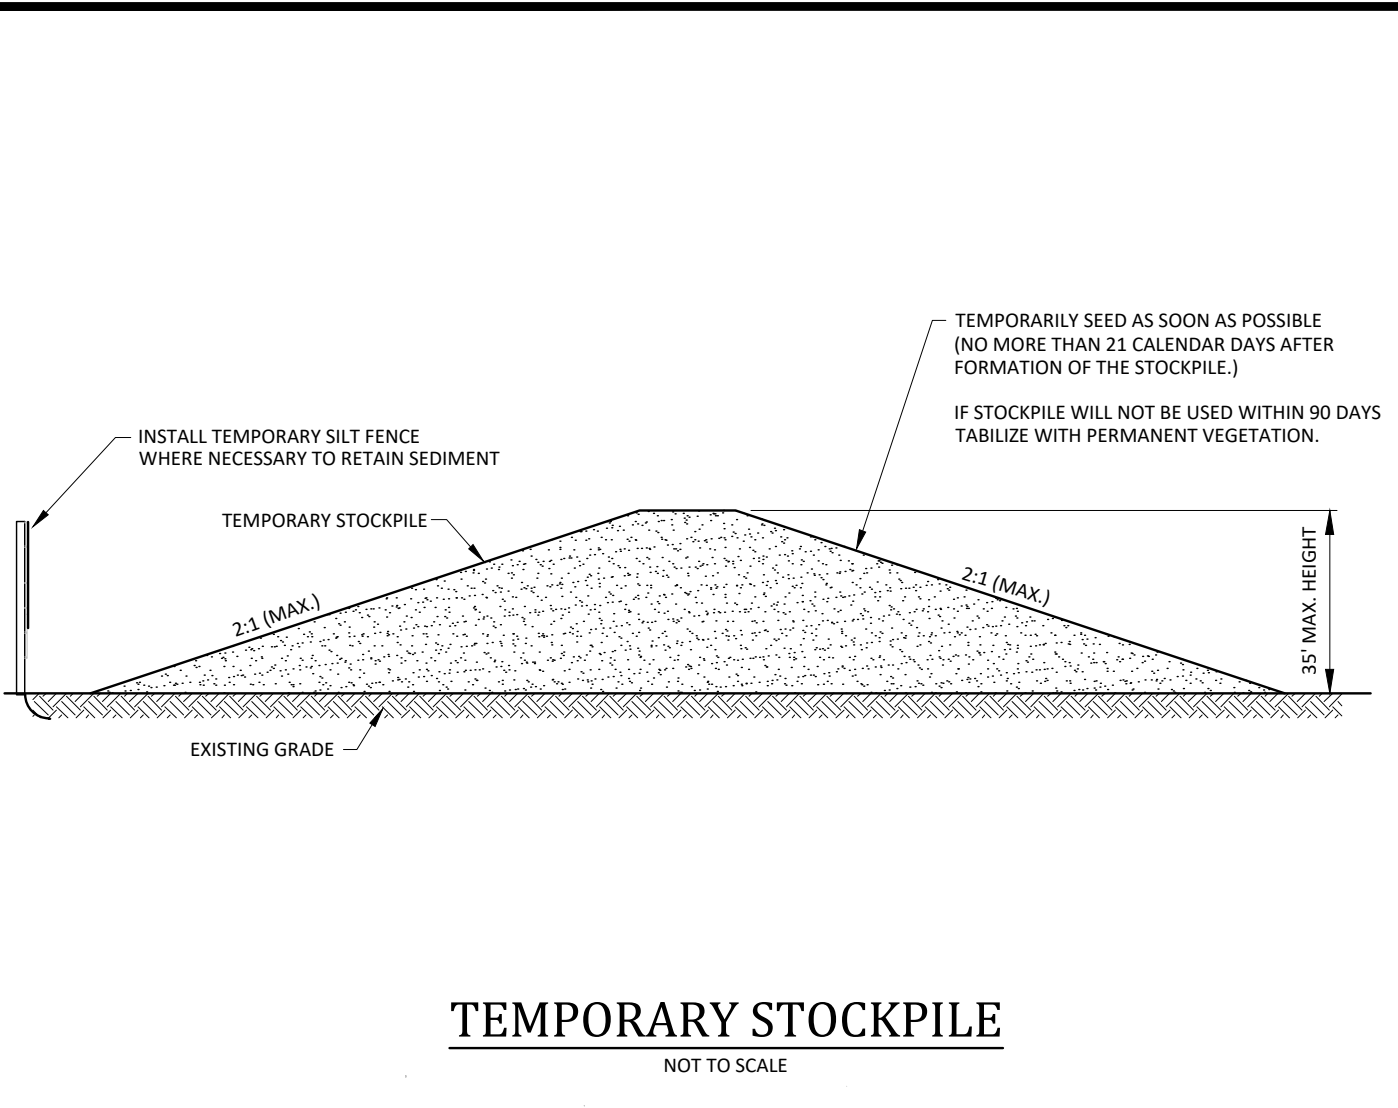 TEMPORARILY SEED AS SOON AS POSSIBLE
(NO MORE THAN 21 CALENDAR DAYS AFTER
FORMATION OF THE STOCKPILE.)
IF STOCKPILE WILL NOT BE USED WITHIN 90 DAYS
TABILIZE WITH PERMANENT VEGETATION.
INSTALL TEMPORARY SILT FENCE
WHERE NECESSARY TO RETAIN SEDIMENT
TEMPORARY STOCKPILE
2:1 (MAX.)
2:1 (MAX.)
35' MAX. HEIGHT
EXISTING GRADE
TEMPORARY STOCKPILE
NOT TO SCALE